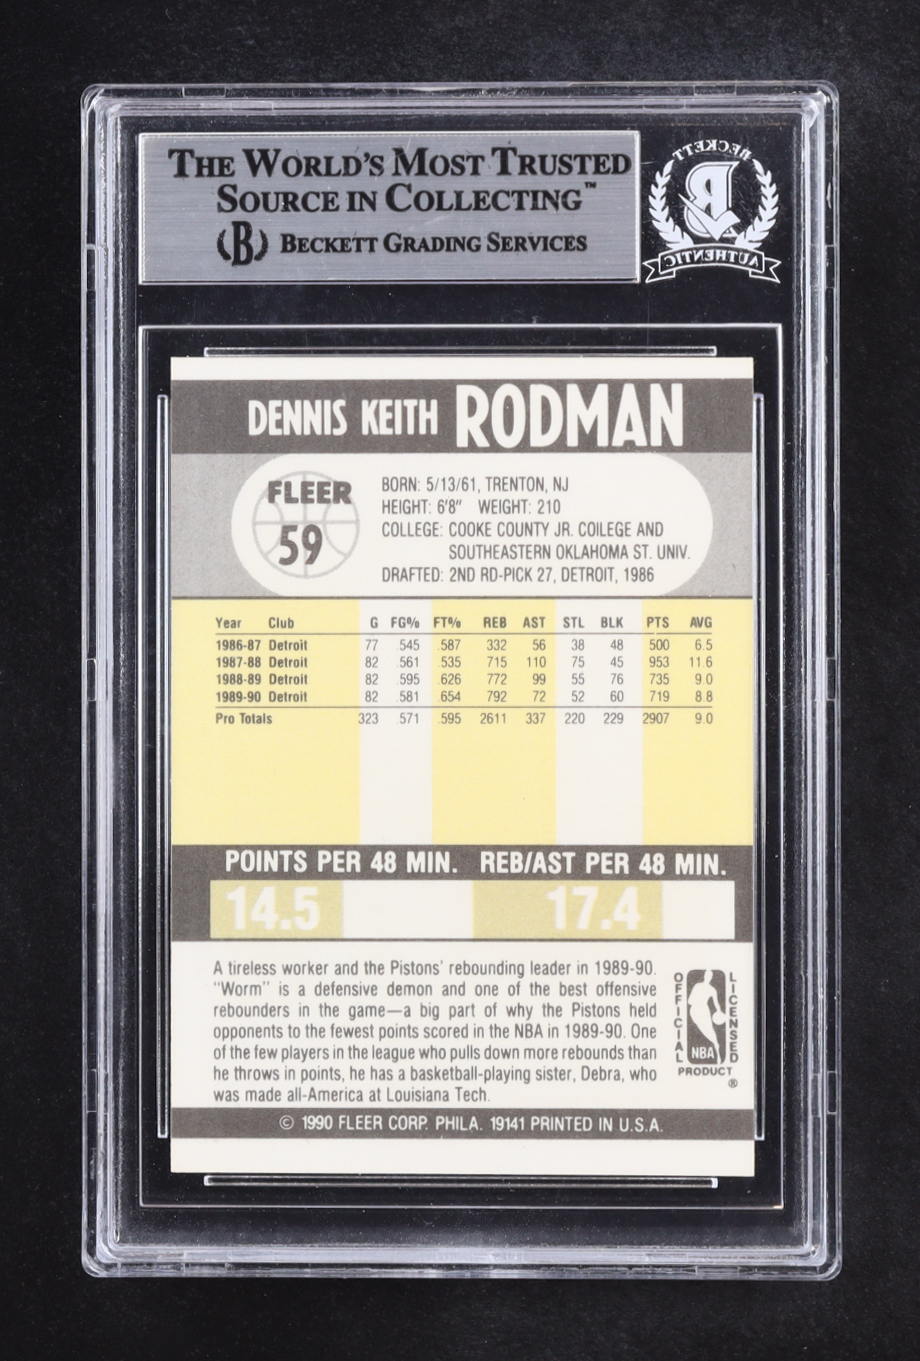 THE WORLD'S MOST TRUSTED
SOURCE IN COLLECTING™
B BECKETT GRADING SERVICES
BECKETT
B
AUTHENTIC
DENNIS KEITH RODMAN
FLEER
59
BORN: 5/13/61, TRENTON, NJ
HEIGHT: 6'8" WEIGHT: 210
COLLEGE: COOKE COUNTY JR. COILEGE AND
SOUTHEASTERN OKLAHOMA ST. UNIV.
DRAFTED: 2ND RD-PICK 27, DETROIT, 1986
Year Club G FG% FT% REB AST STL BLK PTS AVG
1986-87 Detroit 77 .545 .587 332 56 38 48 500 6.5
1987-88 Detroit 82 .561 .535 715 110 75 45 953 11.6
1988-89 Detroit 82 .595 .626 772 99 55 76 735 9.0
1989-90 Detroit 82 .581 .654 792 72 52 60 719 8.8
Pro Totals 323 .571 .595 2611 337 220 229 2907 9.0
POINTS PER 48 MIN. REB/AST PER 48 MIN.
14.5 17.4
A tireless worker and the Pistons' rebounding leader in 1989-90.
"Worm" is a defensive demon and one of the best offensive
rebounders in the game—a big part of why the Pistons held
opponents to the fewest points scored in the NBA in 1989-90. One
of the few players in the league who pulls down more rebounds than
he throws in points, he has a basketball-playing sister, Debra, who
was made all-America at Louisiana Tech.
OFFICIAL
LICENSED
NBA
PRODUCT
®
© 1990 FLEER CORP. PHILA. 19141 PRINTED IN U.S.A.